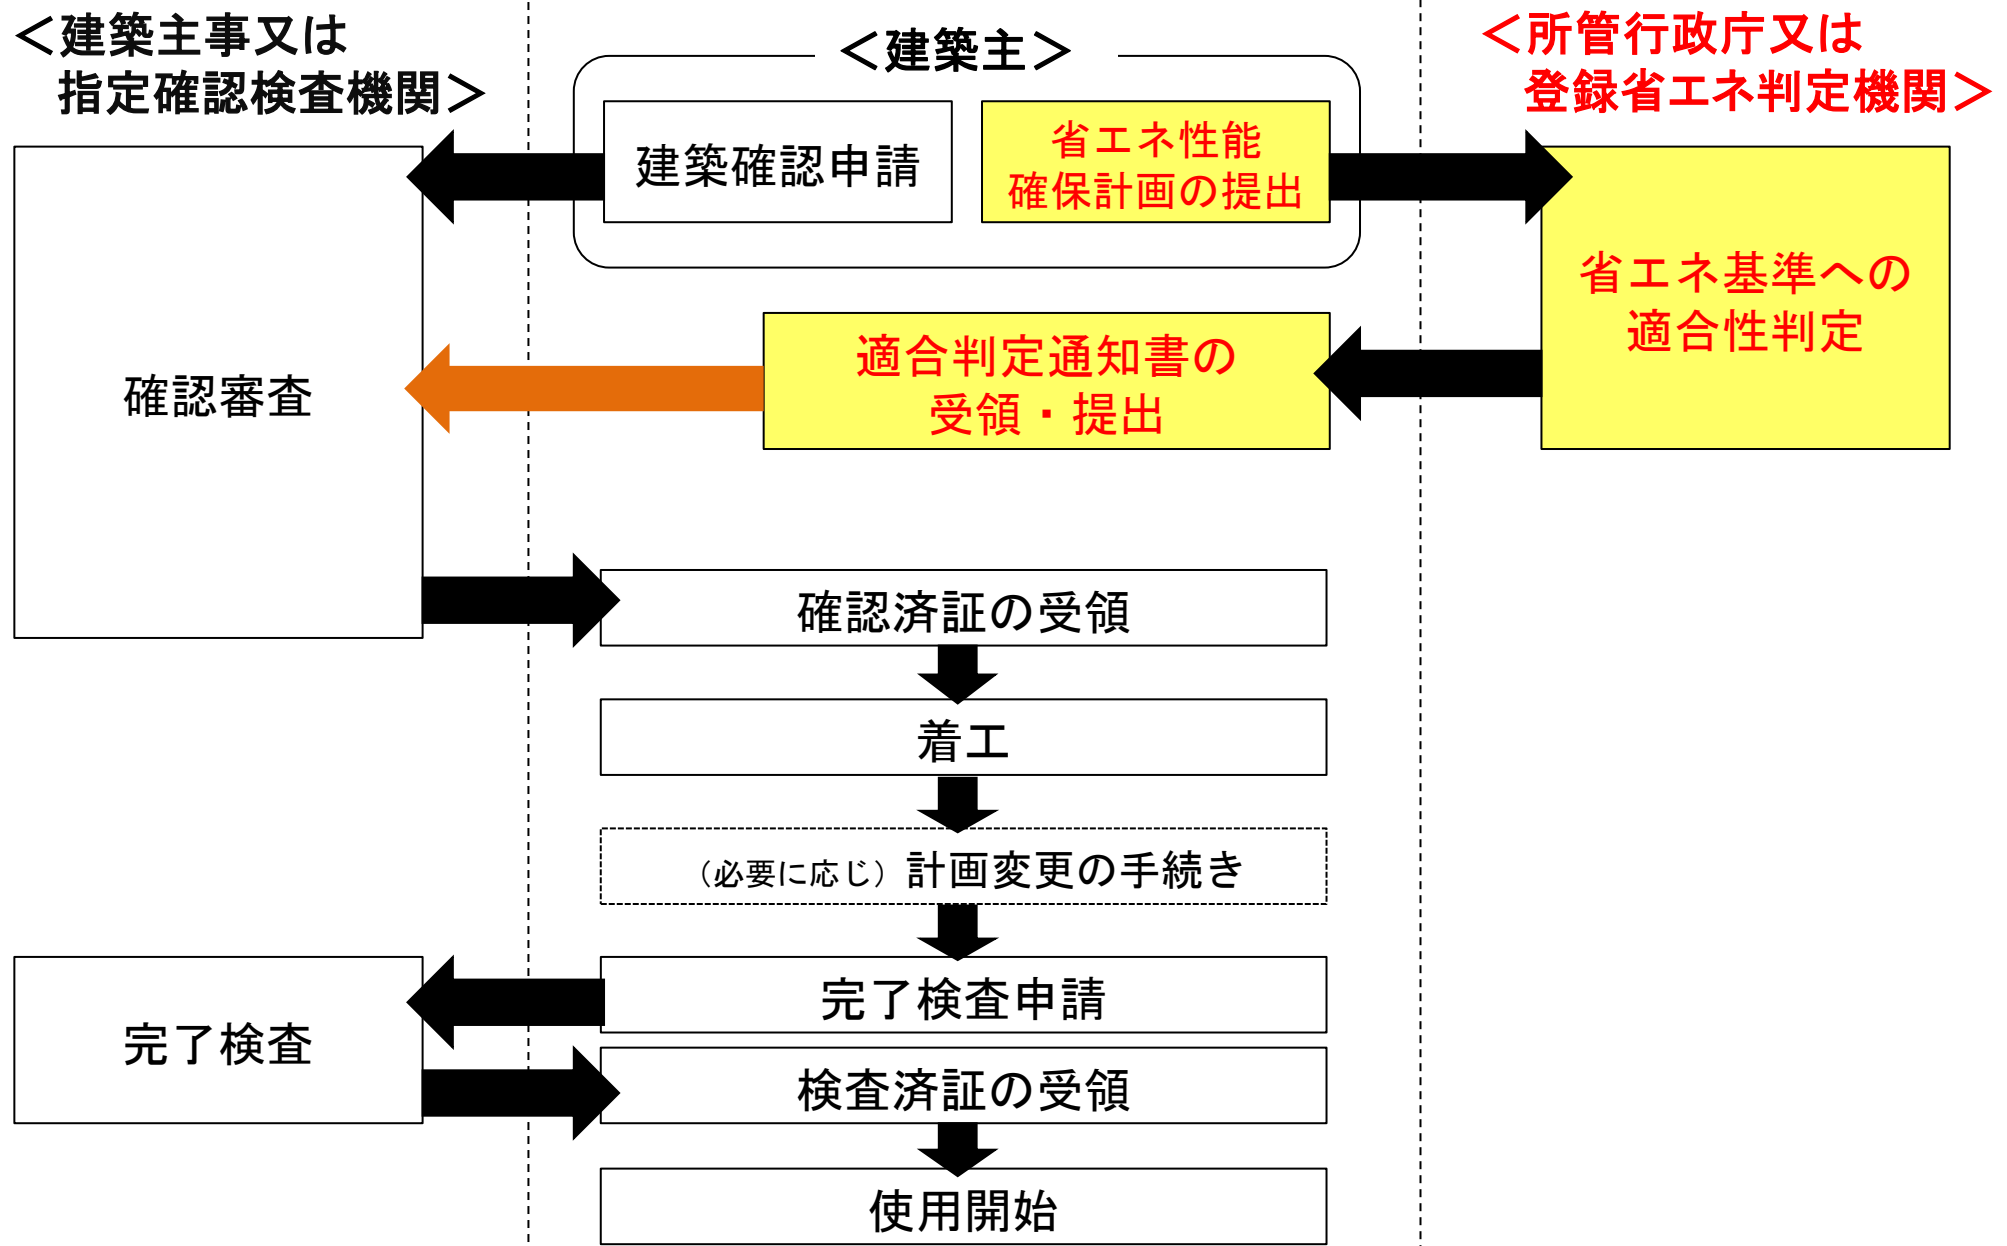 ＜建築主事又は
指定確認検査機関＞
＜建築主＞
＜所管行政庁又は
登録省エネ判定機関＞
建築確認申請
省エネ性能
確保計画の提出
省エネ基準への
適合性判定
適合判定通知書の
受領・提出
確認審査
確認済証の受領
着工
（必要に応じ）計画変更の手続き
完了検査申請
完了検査
検査済証の受領
使用開始